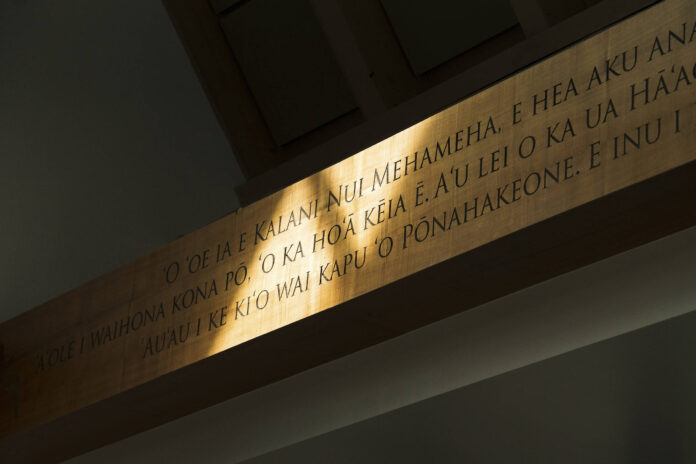 ʻO ʻOE IA E KALANI NUI MEHAMEHA, E HEA AKU ANA
ʻAʻOLE I WAIHONA KONA PŌ, ʻO KA HŌʻĀ KĒIA Ē. AʻU LEI O KA UA HĀʻAO
ʻAUʻAU I KE KIʻO WAI KAPU ʻO PŌNAHAKEONE. E INU I